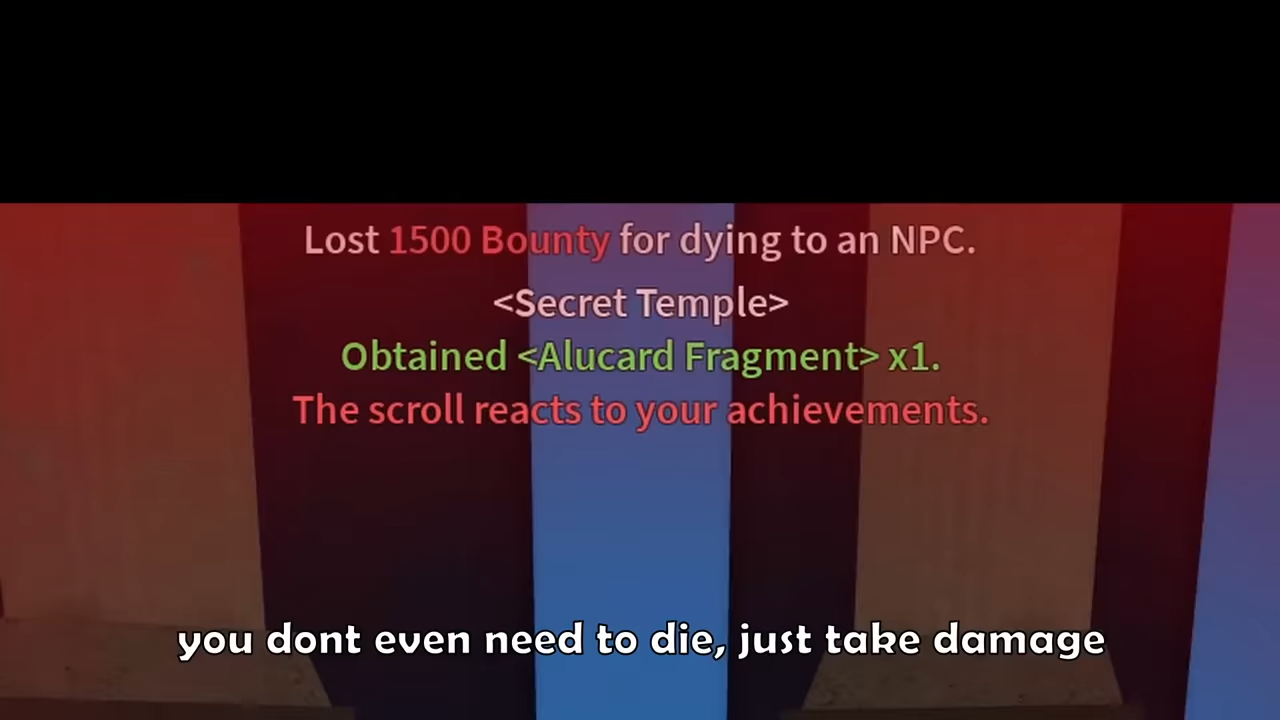 Lost 1500 Bounty for dying to an NPC.
<Secret Temple>
Obtained <Alucard Fragment> x1.
The scroll reacts to your achievements.
you dont even need to die, just take damage